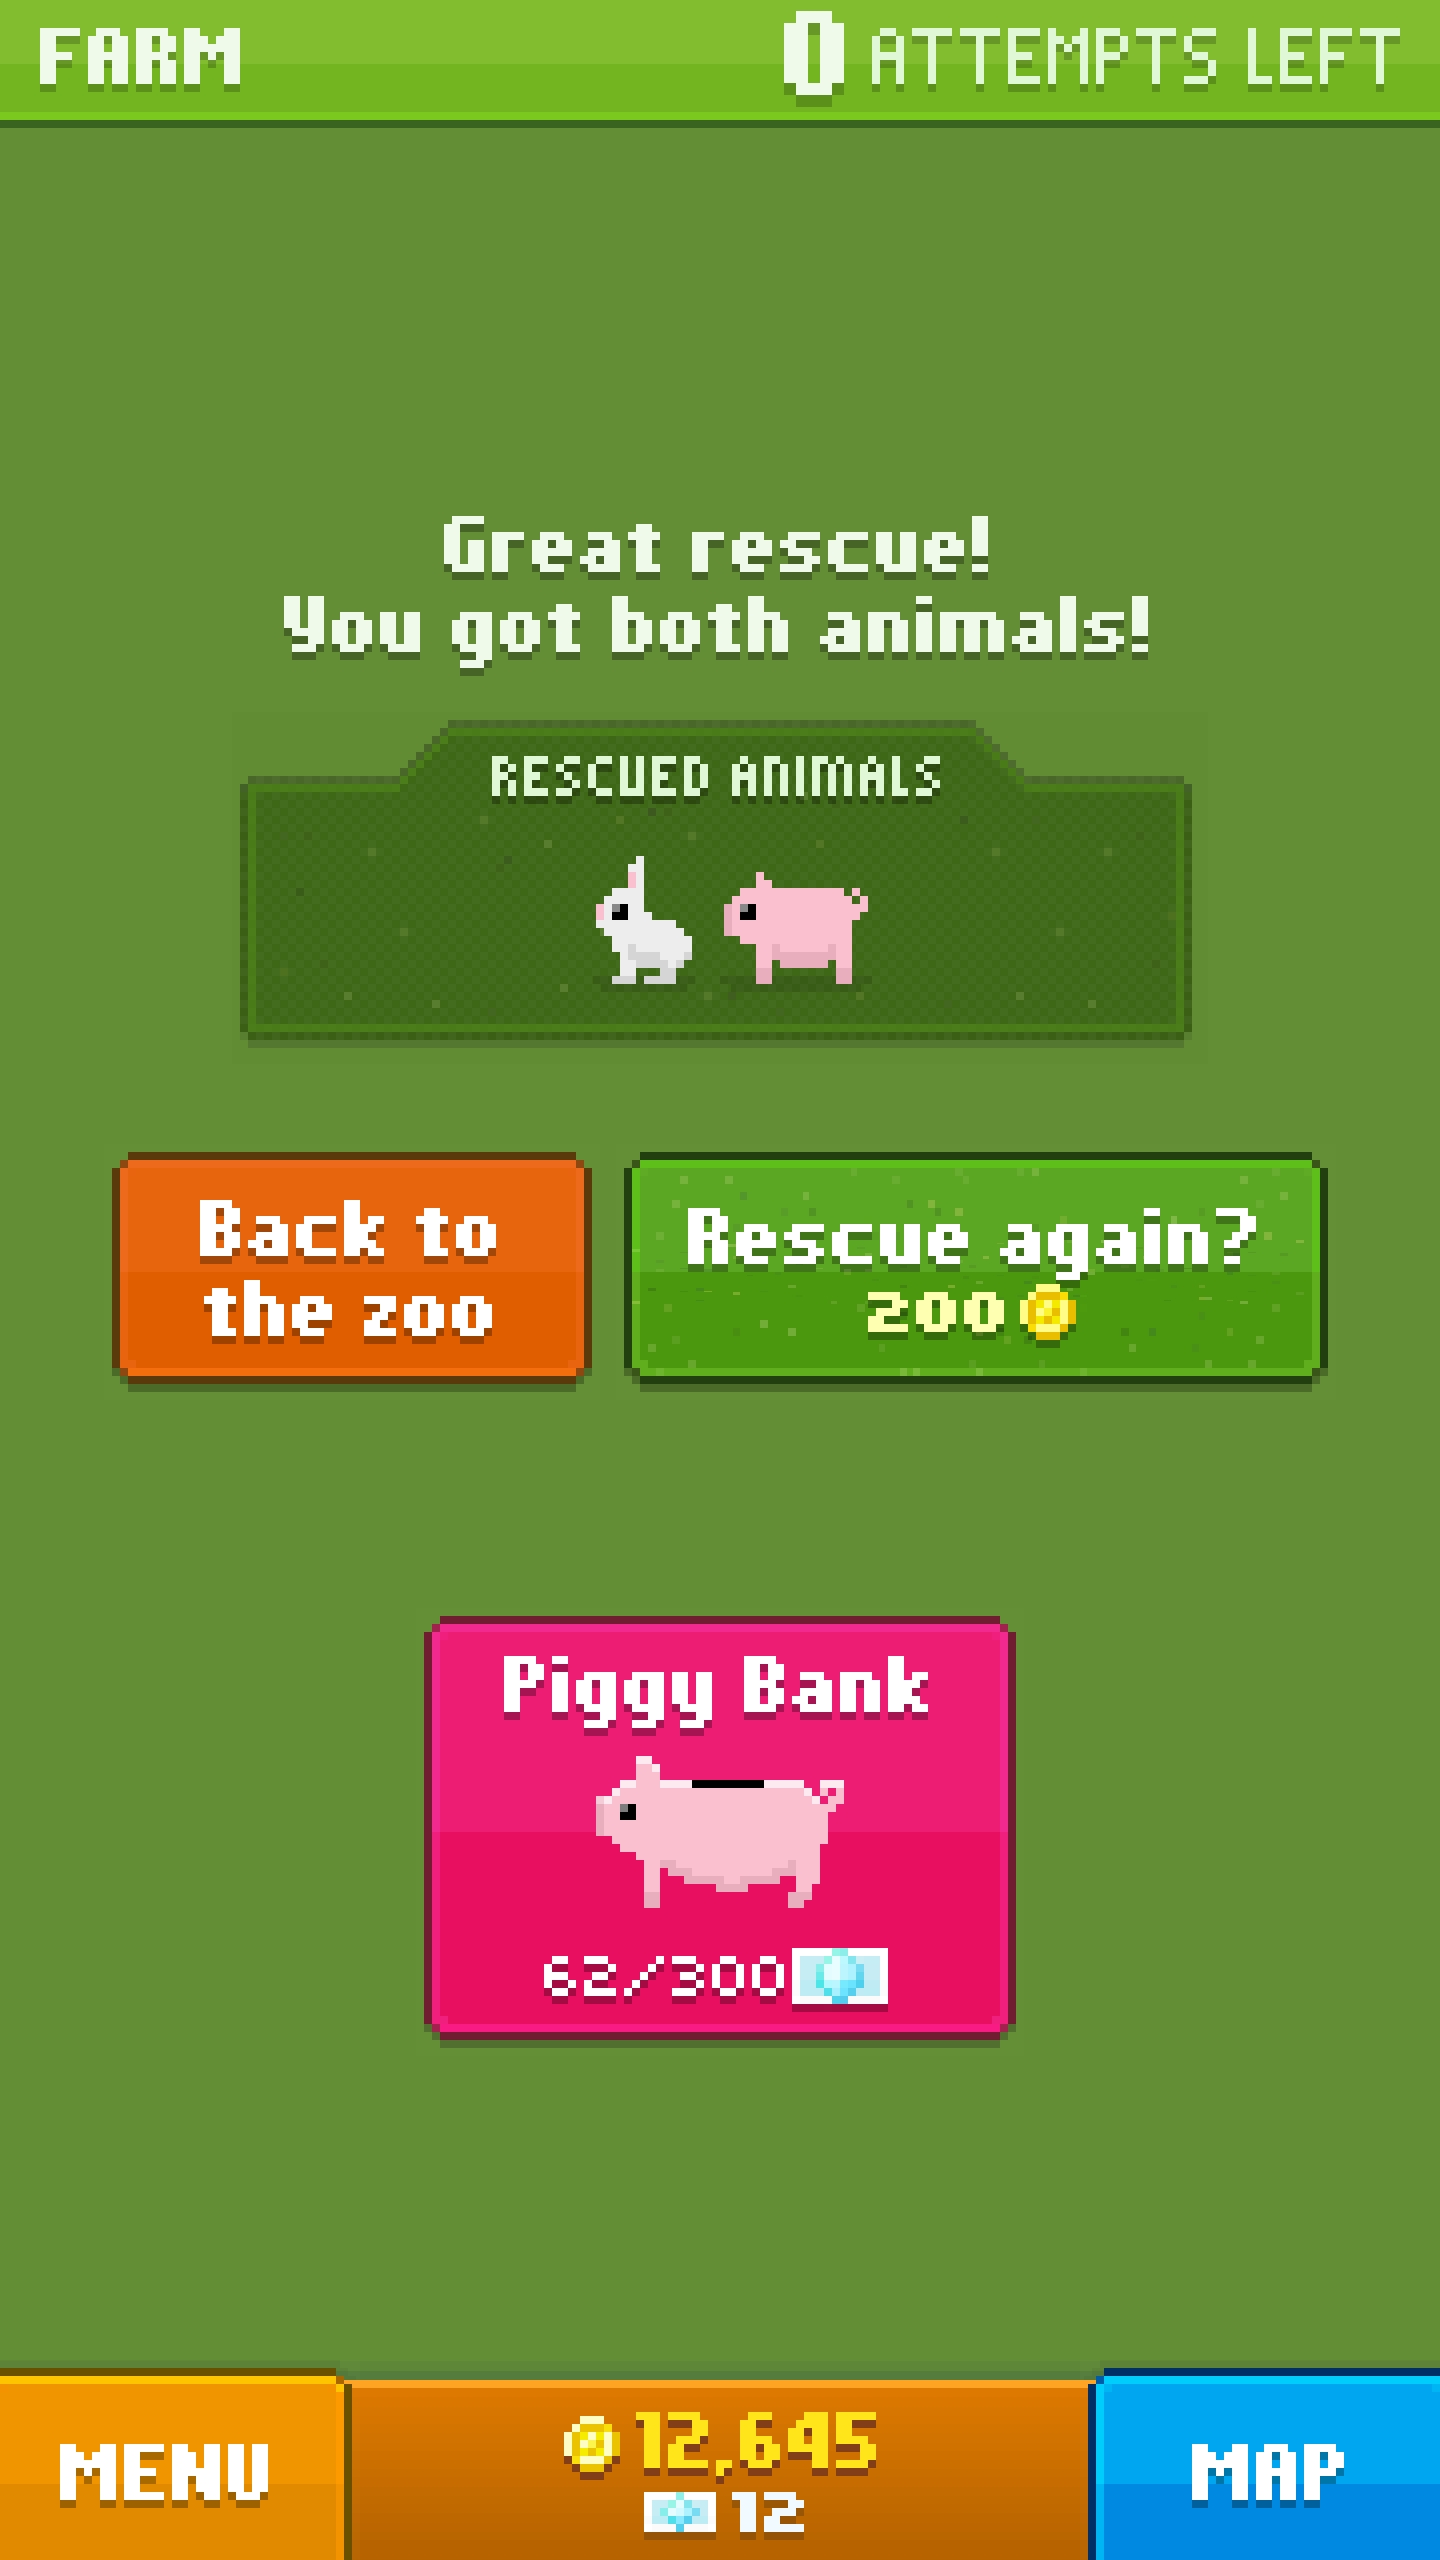 FARM
0 ATTEMPTS LEFT
Great rescue!
You got both animals!
RESCUED ANIMALS
Back to
the zoo
Rescue again?
200
Piggy Bank
62/300
MENU
12,645
12
MAP